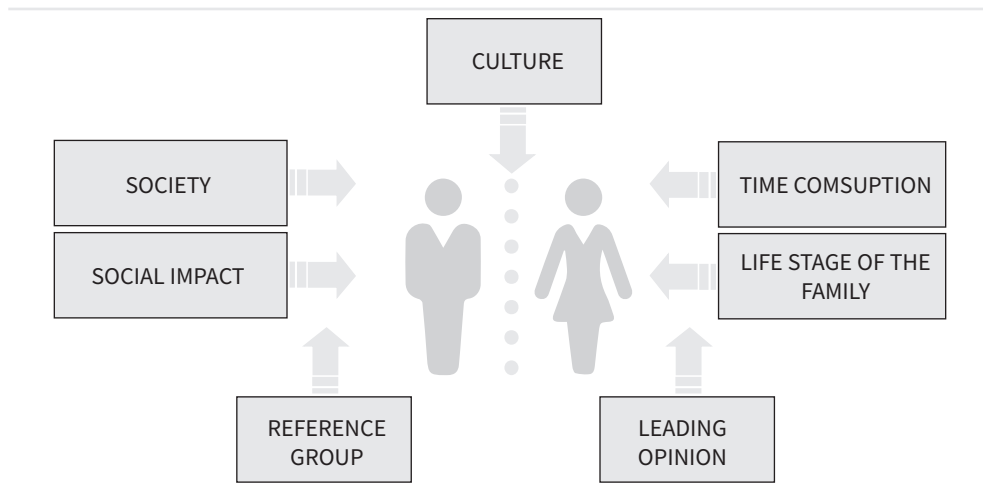 CULTURE
SOCIETY
TIME COMSUPTION
SOCIAL IMPACT
LIFE STAGE OF THE
FAMILY
REFERENCE
GROUP
LEADING
OPINION